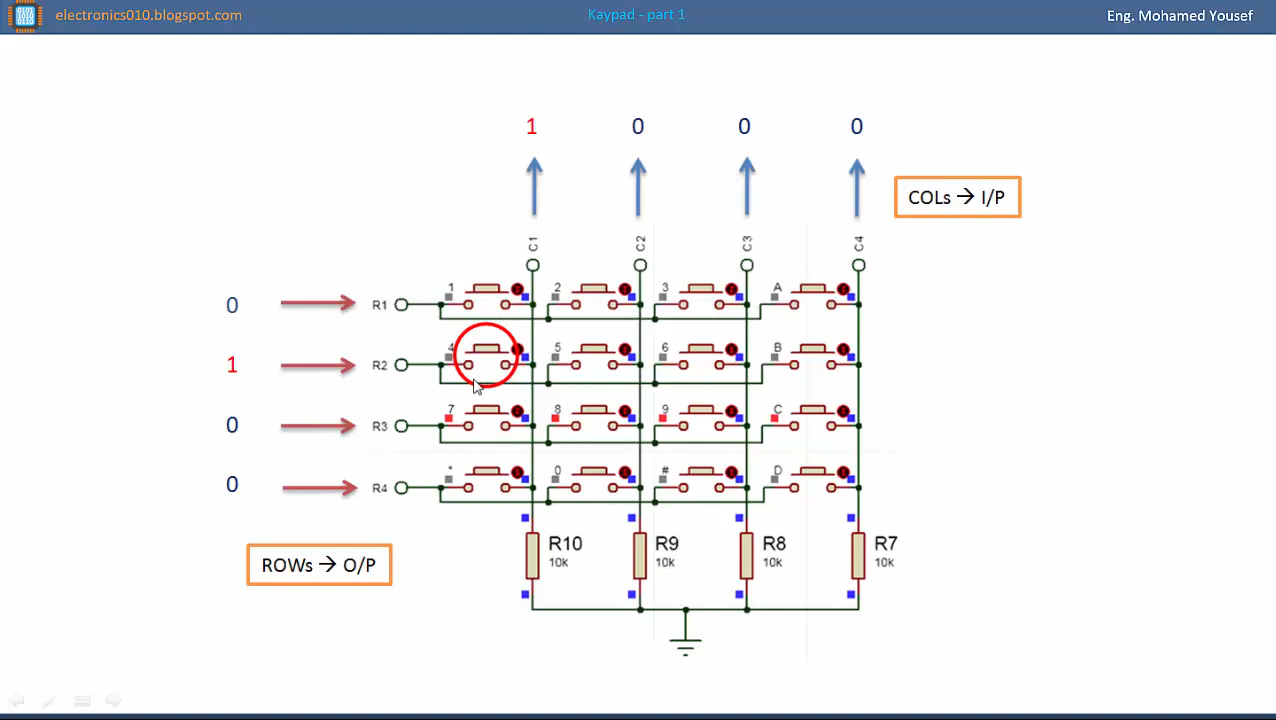 electronics010.blogspot.com
Kaypad - part 1
Eng. Mohamed Yousef
1 0 0 0
COLs → I/P
C1 C2 C3 C4
1 2 3 A
0 R1
4 5 6 B
1 R2
7 8 9 C
0 R3
* 0 # D
0 R4
R10 R9 R8 R7
10k 10k 10k 10k
ROWs → O/P